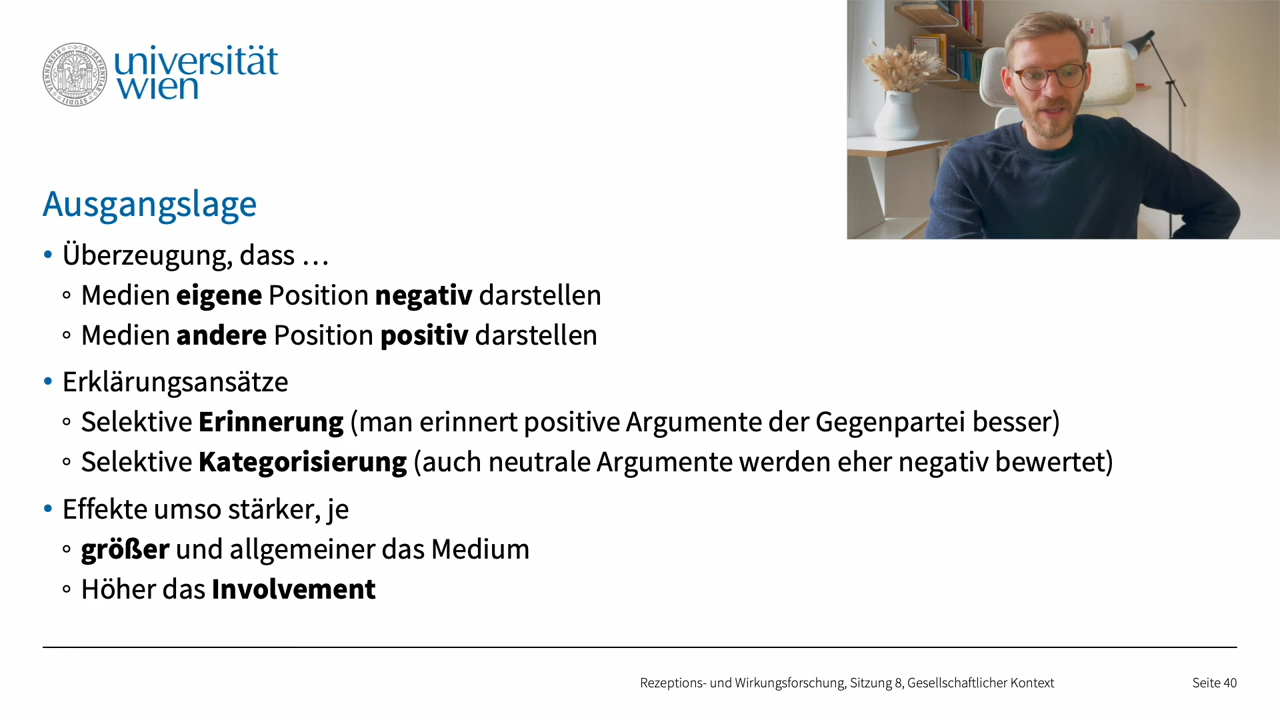 universität
wien
Ausgangslage
• Überzeugung, dass …
◦ Medien eigene Position negativ darstellen
◦ Medien andere Position positiv darstellen
• Erklärungsansätze
◦ Selektive Erinnerung (man erinnert positive Argumente der Gegenpartei besser)
◦ Selektive Kategorisierung (auch neutrale Argumente werden eher negativ bewertet)
• Effekte umso stärker, je
◦ größer und allgemeiner das Medium
◦ Höher das Involvement
Rezeptions- und Wirkungsforschung, Sitzung 8, Gesellschaftlicher Kontext
Seite 40